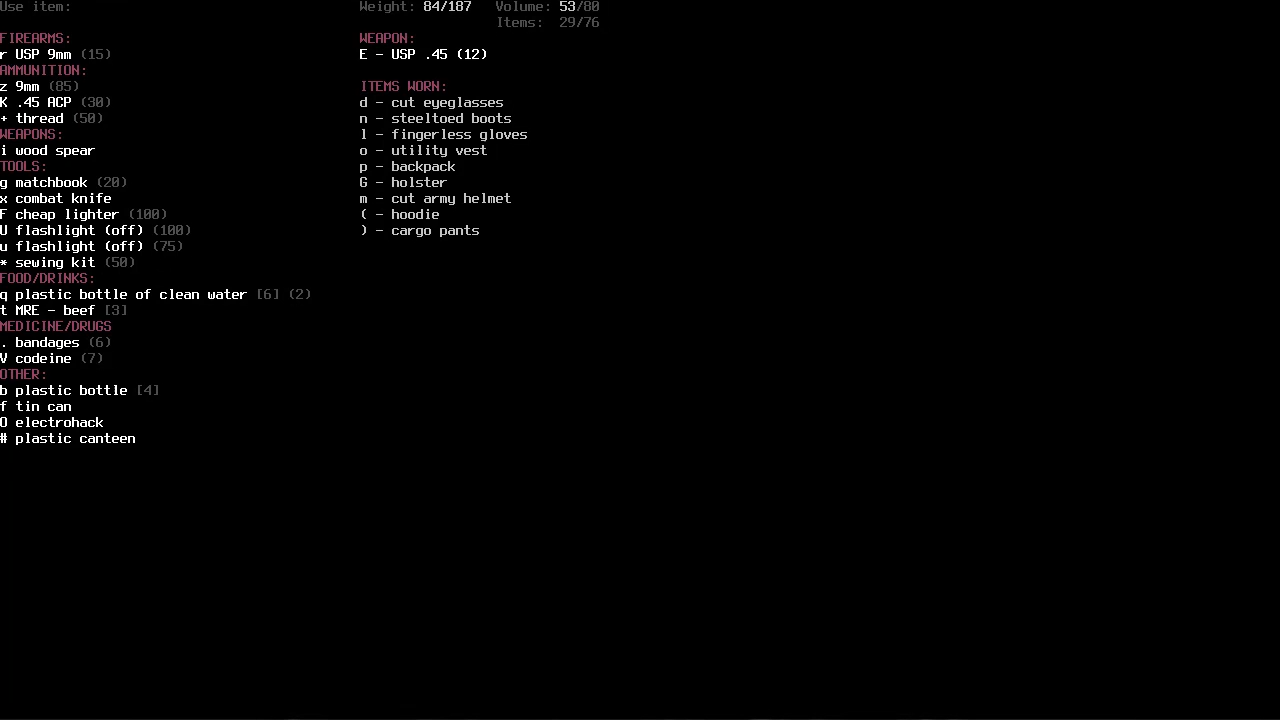 Use item: Weight: 84/187 Volume: 53/80
Items: 29/76
FIREARMS: WEAPON:
r USP 9mm (15) E - USP .45 (12)
AMMUNITION:
z 9mm (85) ITEMS WORN:
K .45 ACP (30) d - cut eyeglasses
+ thread (50) n - steeltoed boots
WEAPONS: l - fingerless gloves
i wood spear o - utility vest
TOOLS: p - backpack
g matchbook (20) G - holster
x combat knife m - cut army helmet
F cheap lighter (100) ( - hoodie
U flashlight (off) (100) ) - cargo pants
u flashlight (off) (75)
* sewing kit (50)
FOOD/DRINKS:
q plastic bottle of clean water [6] (2)
t MRE - beef [3]
MEDICINE/DRUGS
. bandages (6)
V codeine (7)
OTHER:
b plastic bottle [4]
f tin can
O electrohack
# plastic canteen